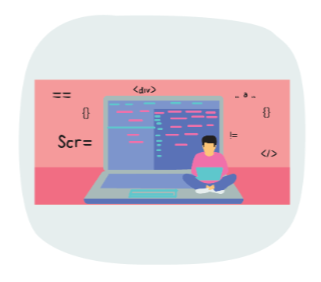 ==
<div>
_ a _
{}
{}
Scr=
!=
</>